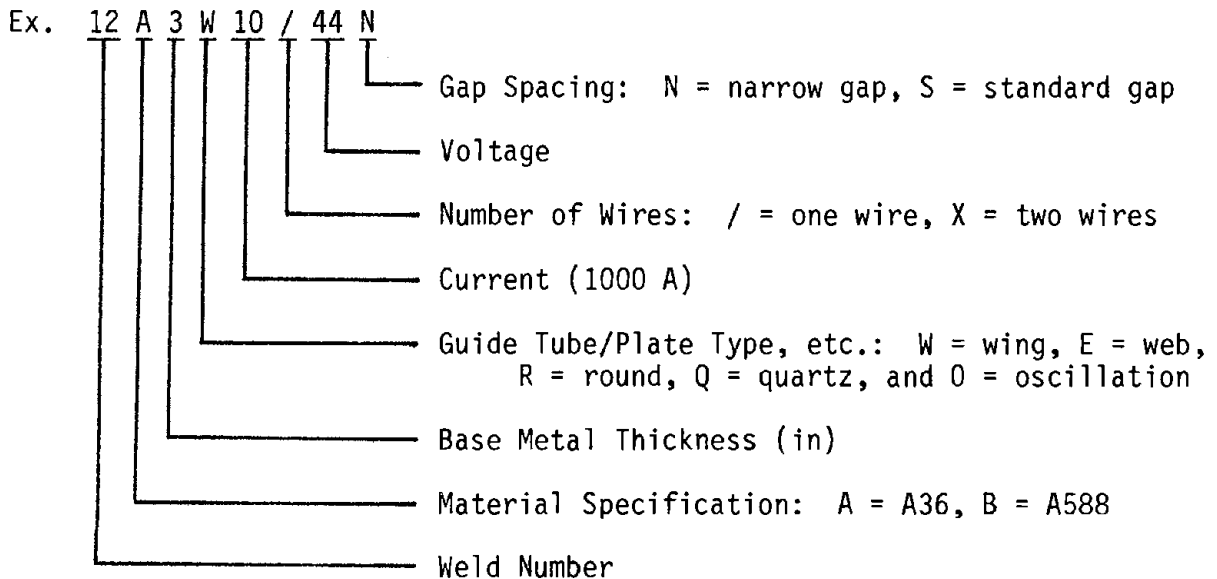 Ex. 12 A 3 W 10 / 44 N
Gap Spacing: N = narrow gap, S = standard gap
Voltage
Number of Wires: / = one wire, X = two wires
Current (1000 A)
Guide Tube/Plate Type, etc.: W = wing, E = web,
R = round, Q = quartz, and O = oscillation
Base Metal Thickness (in)
Material Specification: A = A36, B = A588
Weld Number